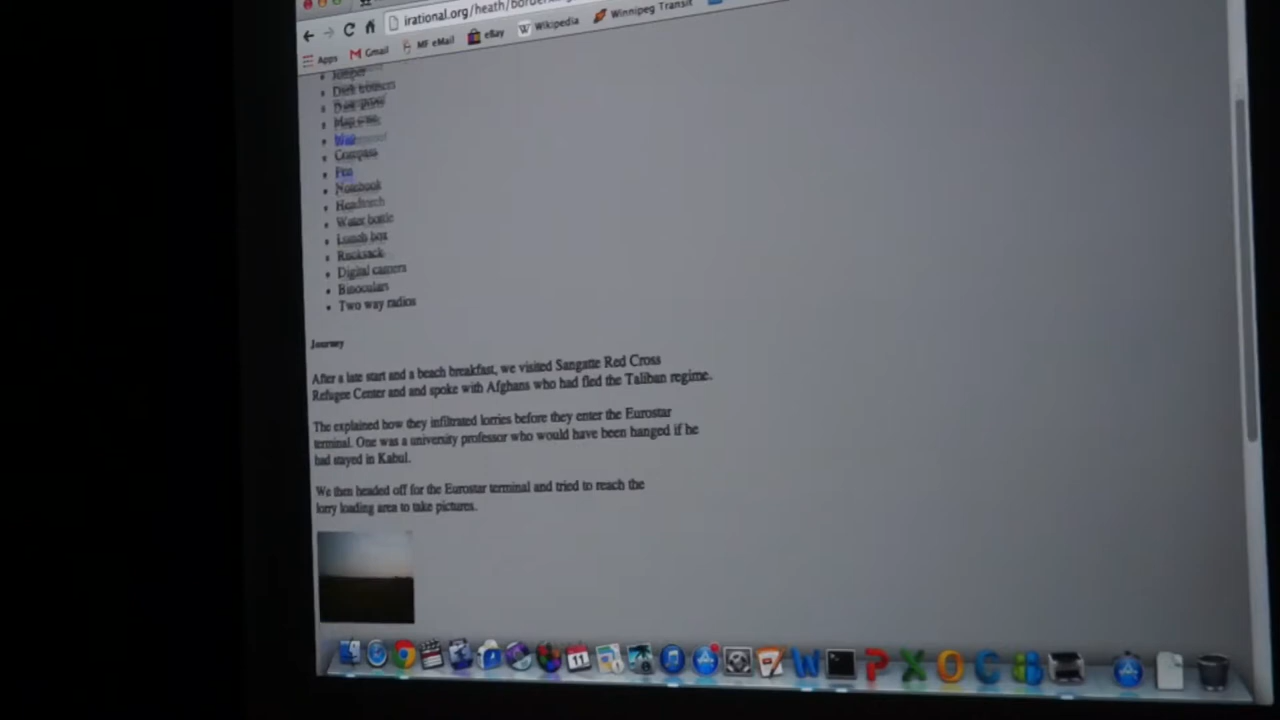 irational.org/heath/border
Apps Gmail MF eMail eBay Wikipedia Winnipeg Transit
Jumper
Dark trousers
Map
Compass
Pen
Notebook
Headtorch
Water bottle
Lunch box
Rucksack
Digital camera
Binoculars
Two way radios
Journey
After a late start and a beach breakfast, we visited Sangatte Red Cross
Refugee Center and and spoke with Afghans who had fled the Taliban regime.
The explained how they infiltrated lorries before they enter the Eurostar
terminal. One was a university professor who would have been hanged if he
had stayed in Kabul.
We then headed off for the Eurostar terminal and tried to reach the
lorry loading area to take pictures.
11